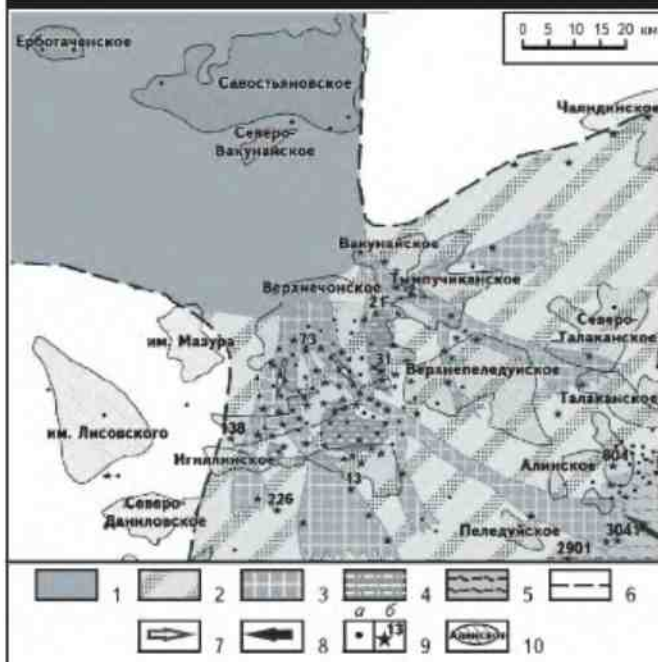 0 5 10 15 20 км
Ерботаченское
Савостьяновское
Северо-
Вакунайское
Чаяндинское
Вакунайское
Тымпучиканское
Верхнечонское
21
им. Мазура
73
31
Северо-
Талаканское
Верхнепеледуйское
Талаканское
им. Лисовского
138
Игнялинское
13
804
Алинское
Северо-
Даниловское
226
Пеледуйское
3041
2901
1 2 3 4 5 6
а б
13
7 8 9 10
Алинское